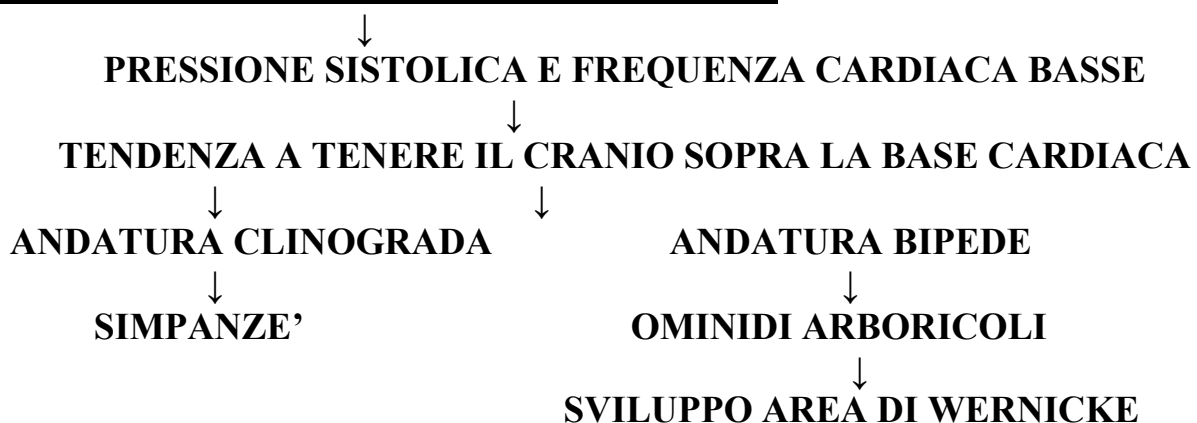 ↓
PRESSIONE SISTOLICA E FREQUENZA CARDIACA BASSE
↓
TENDENZA A TENERE IL CRANIO SOPRA LA BASE CARDIACA
↓ ↓
ANDATURA CLINOGRADA ANDATURA BIPEDE
↓ ↓
SIMPANZE’ OMINIDI ARBORICOLI
↓
SVILUPPO AREA DI WERNICKE